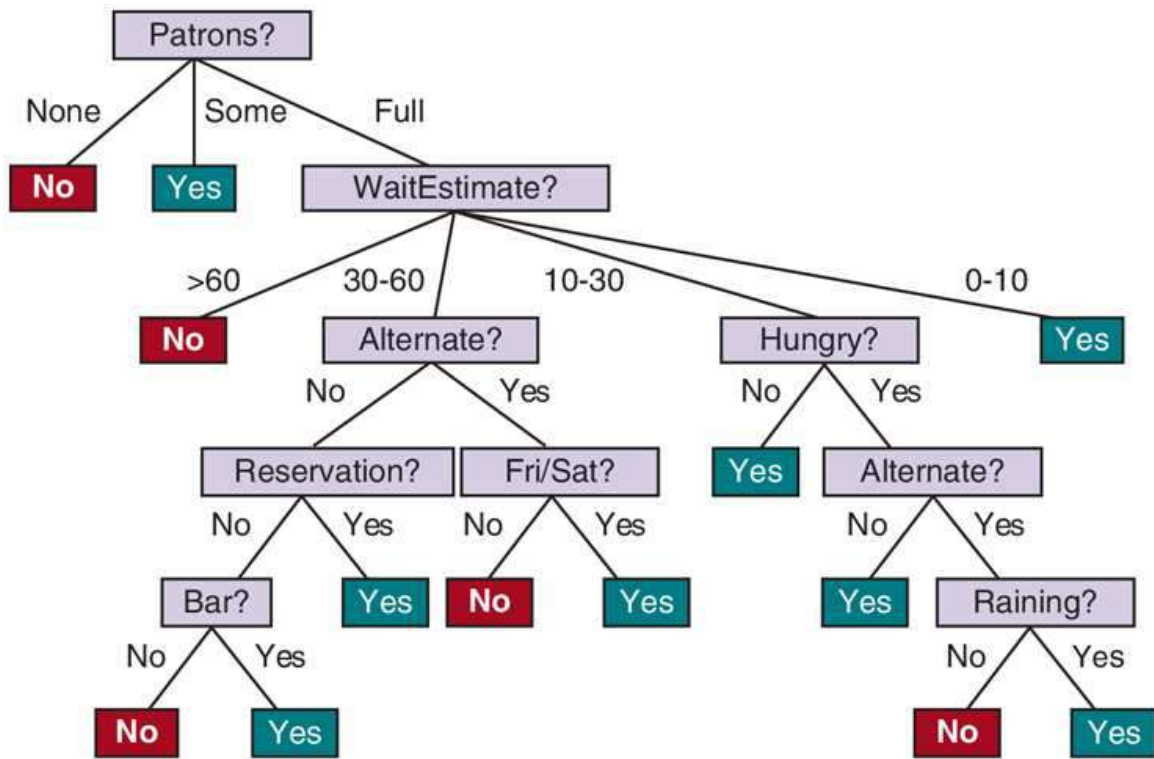 Patrons?
None Some Full
No Yes WaitEstimate?
>60 30-60 10-30 0-10
No Alternate? Hungry? Yes
No Yes No Yes
Reservation? Fri/Sat? Yes Alternate?
No Yes No Yes No Yes
Bar? Yes No Yes Yes Raining?
No Yes No Yes
No Yes No Yes